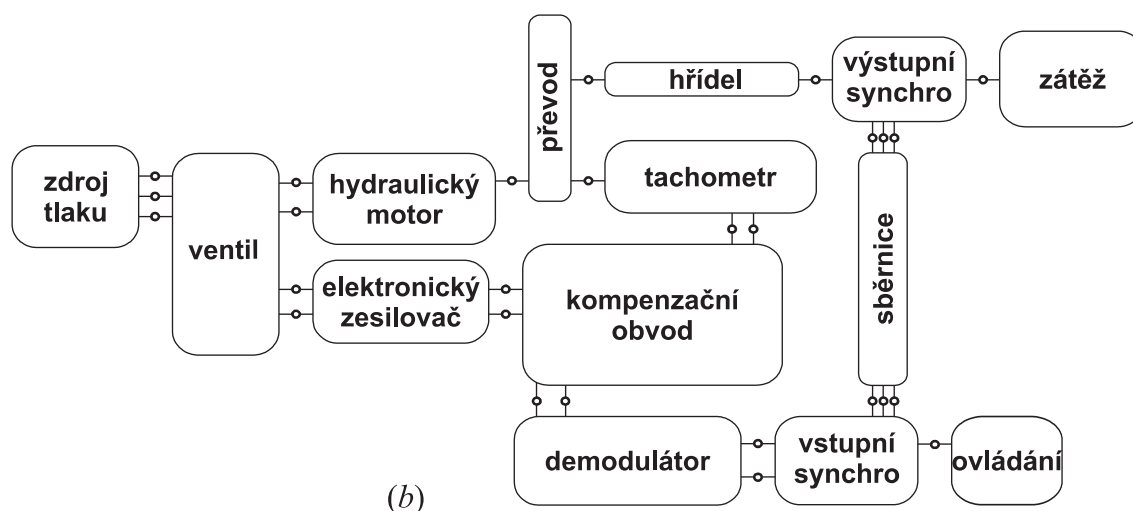 převod
hřídel
výstupní
synchro
zátěž
zdroj
tlaku
ventil
hydraulický
motor
tachometr
elektronický
zesilovač
kompenzační
obvod
sběrnice
demodulátor
vstupní
synchro
ovládání
(b)